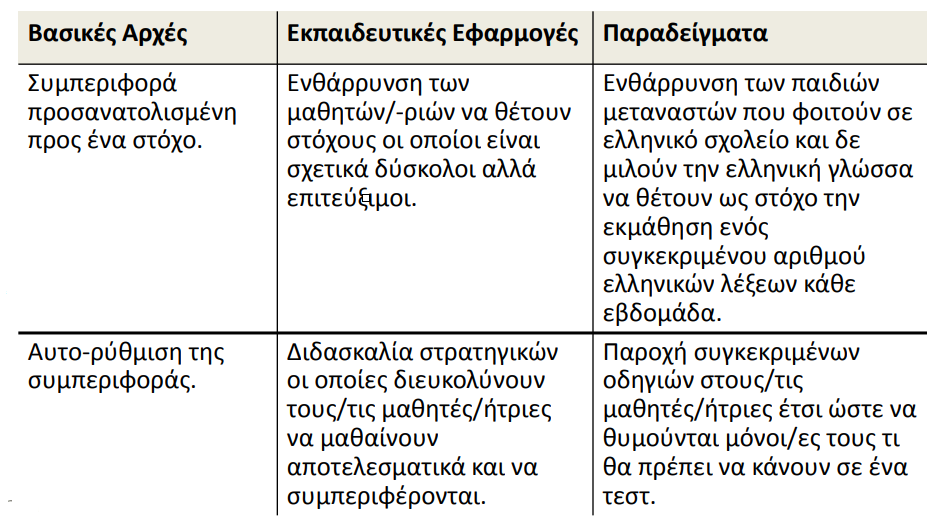 Βασικές Αρχές
Εκπαιδευτικές Εφαρμογές
Παραδείγματα
Συμπεριφορά
προσανατολισμένη
προς ένα στόχο.
Ενθάρρυνση των
μαθητών/-ριών να θέτουν
στόχους οι οποίοι είναι
σχετικά δύσκολοι αλλά
επιτεύξιμοι.
Ενθάρρυνση των παιδιών
μεταναστών που φοιτούν σε
ελληνικό σχολείο και δε
μιλούν την ελληνική γλώσσα
να θέτουν ως στόχο την
εκμάθηση ενός
συγκεκριμένου αριθμού
ελληνικών λέξεων κάθε
εβδομάδα.
Αυτο-ρύθμιση της
συμπεριφοράς.
Διδασκαλία στρατηγικών
οι οποίες διευκολύνουν
τους/τις μαθητές/ήτριες
να μαθαίνουν
αποτελεσματικά και να
συμπεριφέρονται.
Παροχή συγκεκριμένων
οδηγιών στους/τις
μαθητές/ήτριες έτσι ώστε να
θυμούνται μόνοι/ες τους τι
θα πρέπει να κάνουν σε ένα
τεστ.